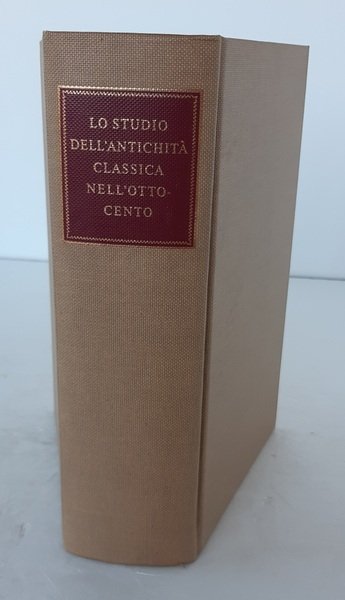 LO STUDIO
DELL'ANTICHITÀ
CLASSICA
NELL'OTTO-
CENTO